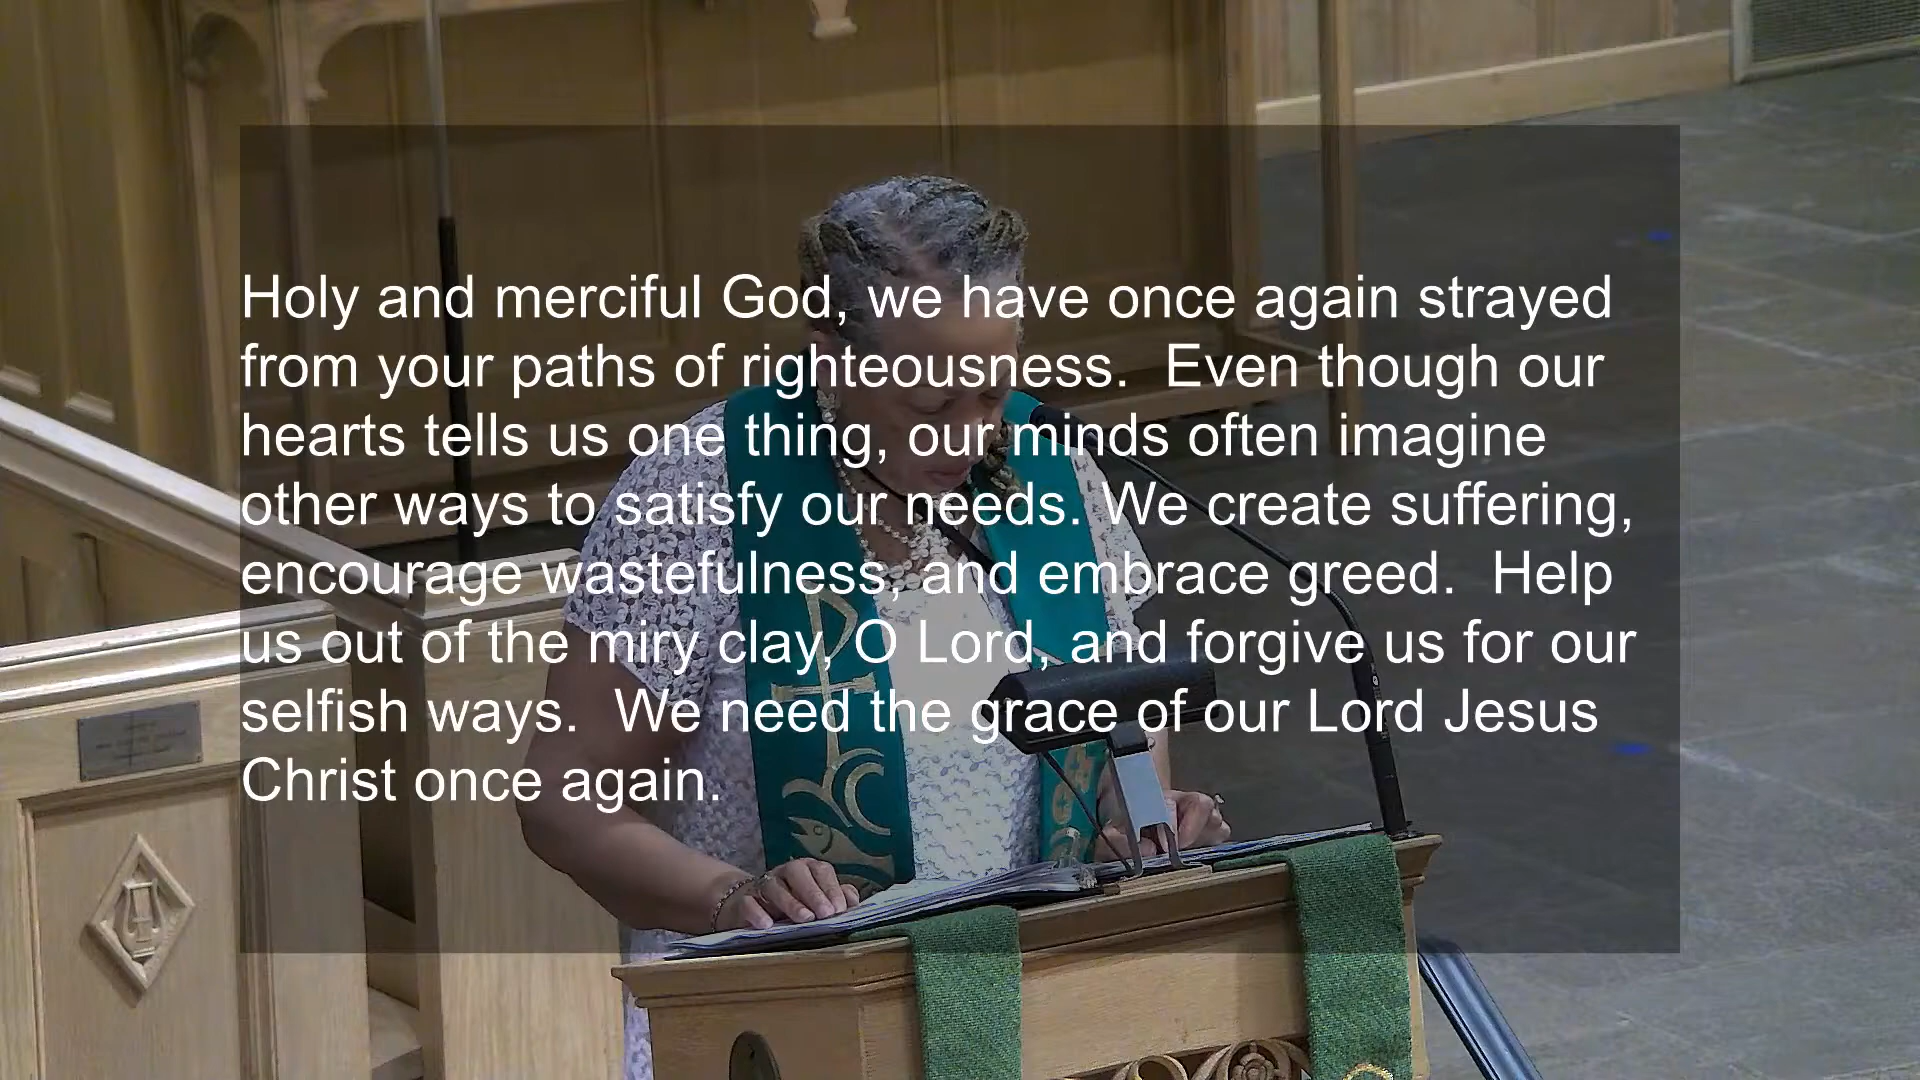 Holy and merciful God, we have once again strayed
from your paths of righteousness.  Even though our
hearts tells us one thing, our minds often imagine
other ways to satisfy our needs. We create suffering,
encourage wastefulness, and embrace greed.  Help
us out of the miry clay, O Lord, and forgive us for our
selfish ways.  We need the grace of our Lord Jesus
Christ once again.